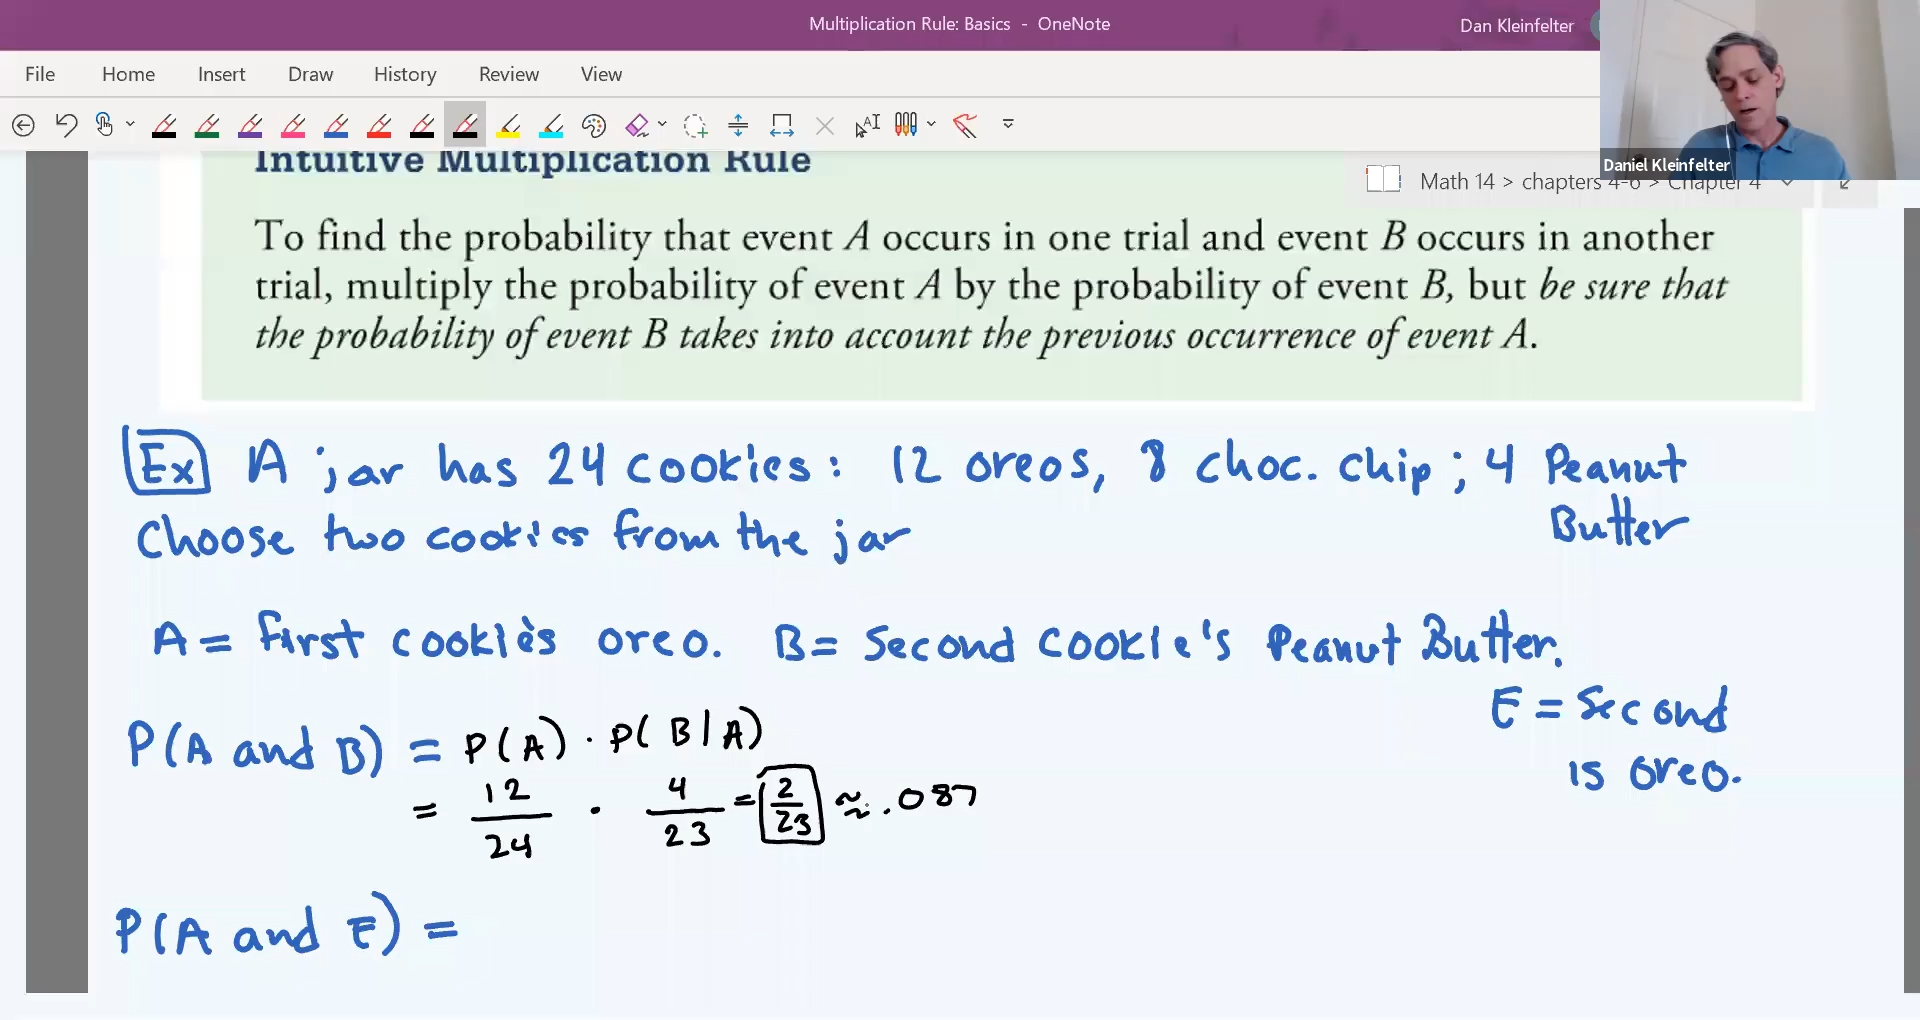 Multiplication Rule: Basics - OneNote
Dan Kleinfelter
File Home Insert Draw History Review View
Daniel Kleinfelter
Math 14 > chapters 4-6 > Chapter 4
Intuitive Multiplication Rule
To find the probability that event A occurs in one trial and event B occurs in another
trial, multiply the probability of event A by the probability of event B, but be sure that
the probability of event B takes into account the previous occurrence of event A.
Ex A jar has 24 cookies: 12 oreos, 8 choc. chip; 4 Peanut
Butter
Choose two cookies from the jar
A = first cookie's oreo. B = Second cookie's Peanut Butter.
E = Second
is oreo.
P(A and B) = P(A) · P(B|A)
= 12/24 · 4/23 = 2/23 ≈ .087
P(A and E) =